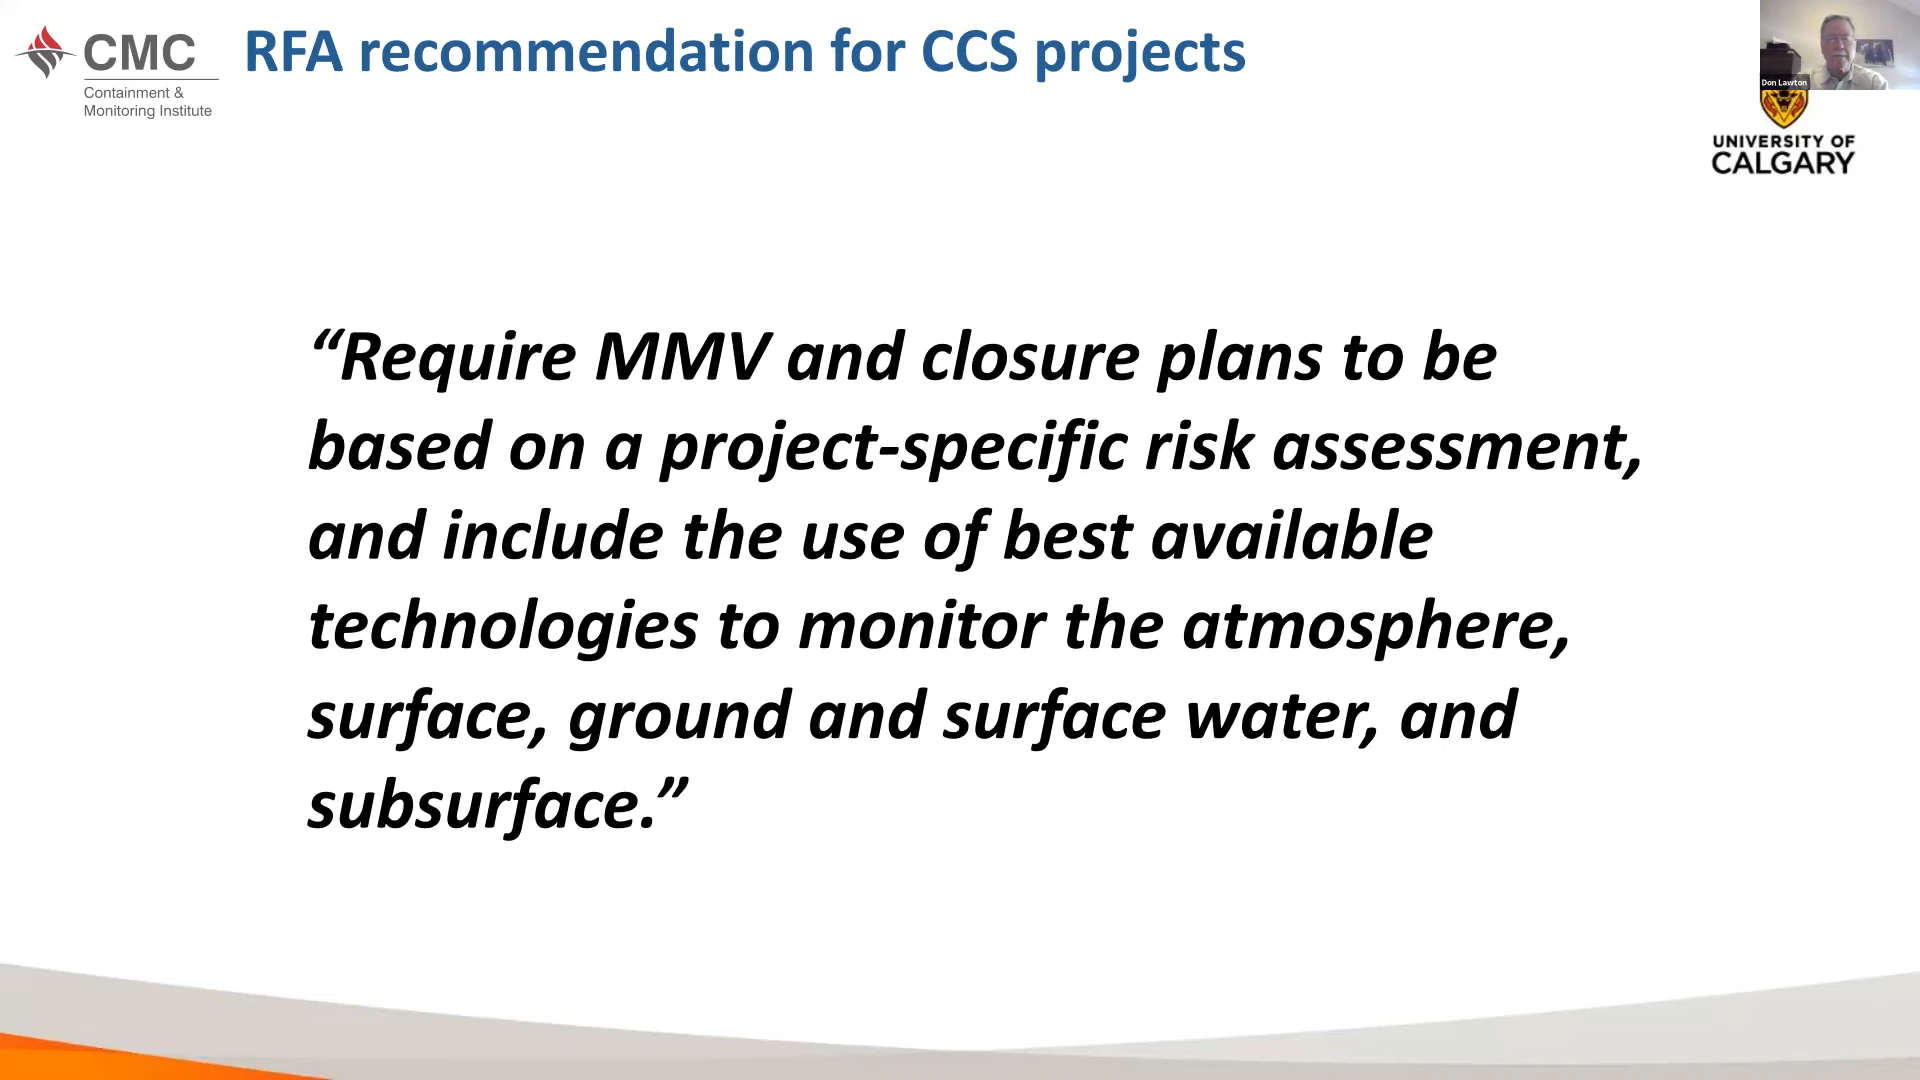 CMC
Containment &
Monitoring Institute
RFA recommendation for CCS projects
Don Lawton
UNIVERSITY OF
CALGARY
“Require MMV and closure plans to be
based on a project-specific risk assessment,
and include the use of best available
technologies to monitor the atmosphere,
surface, ground and surface water, and
subsurface.”